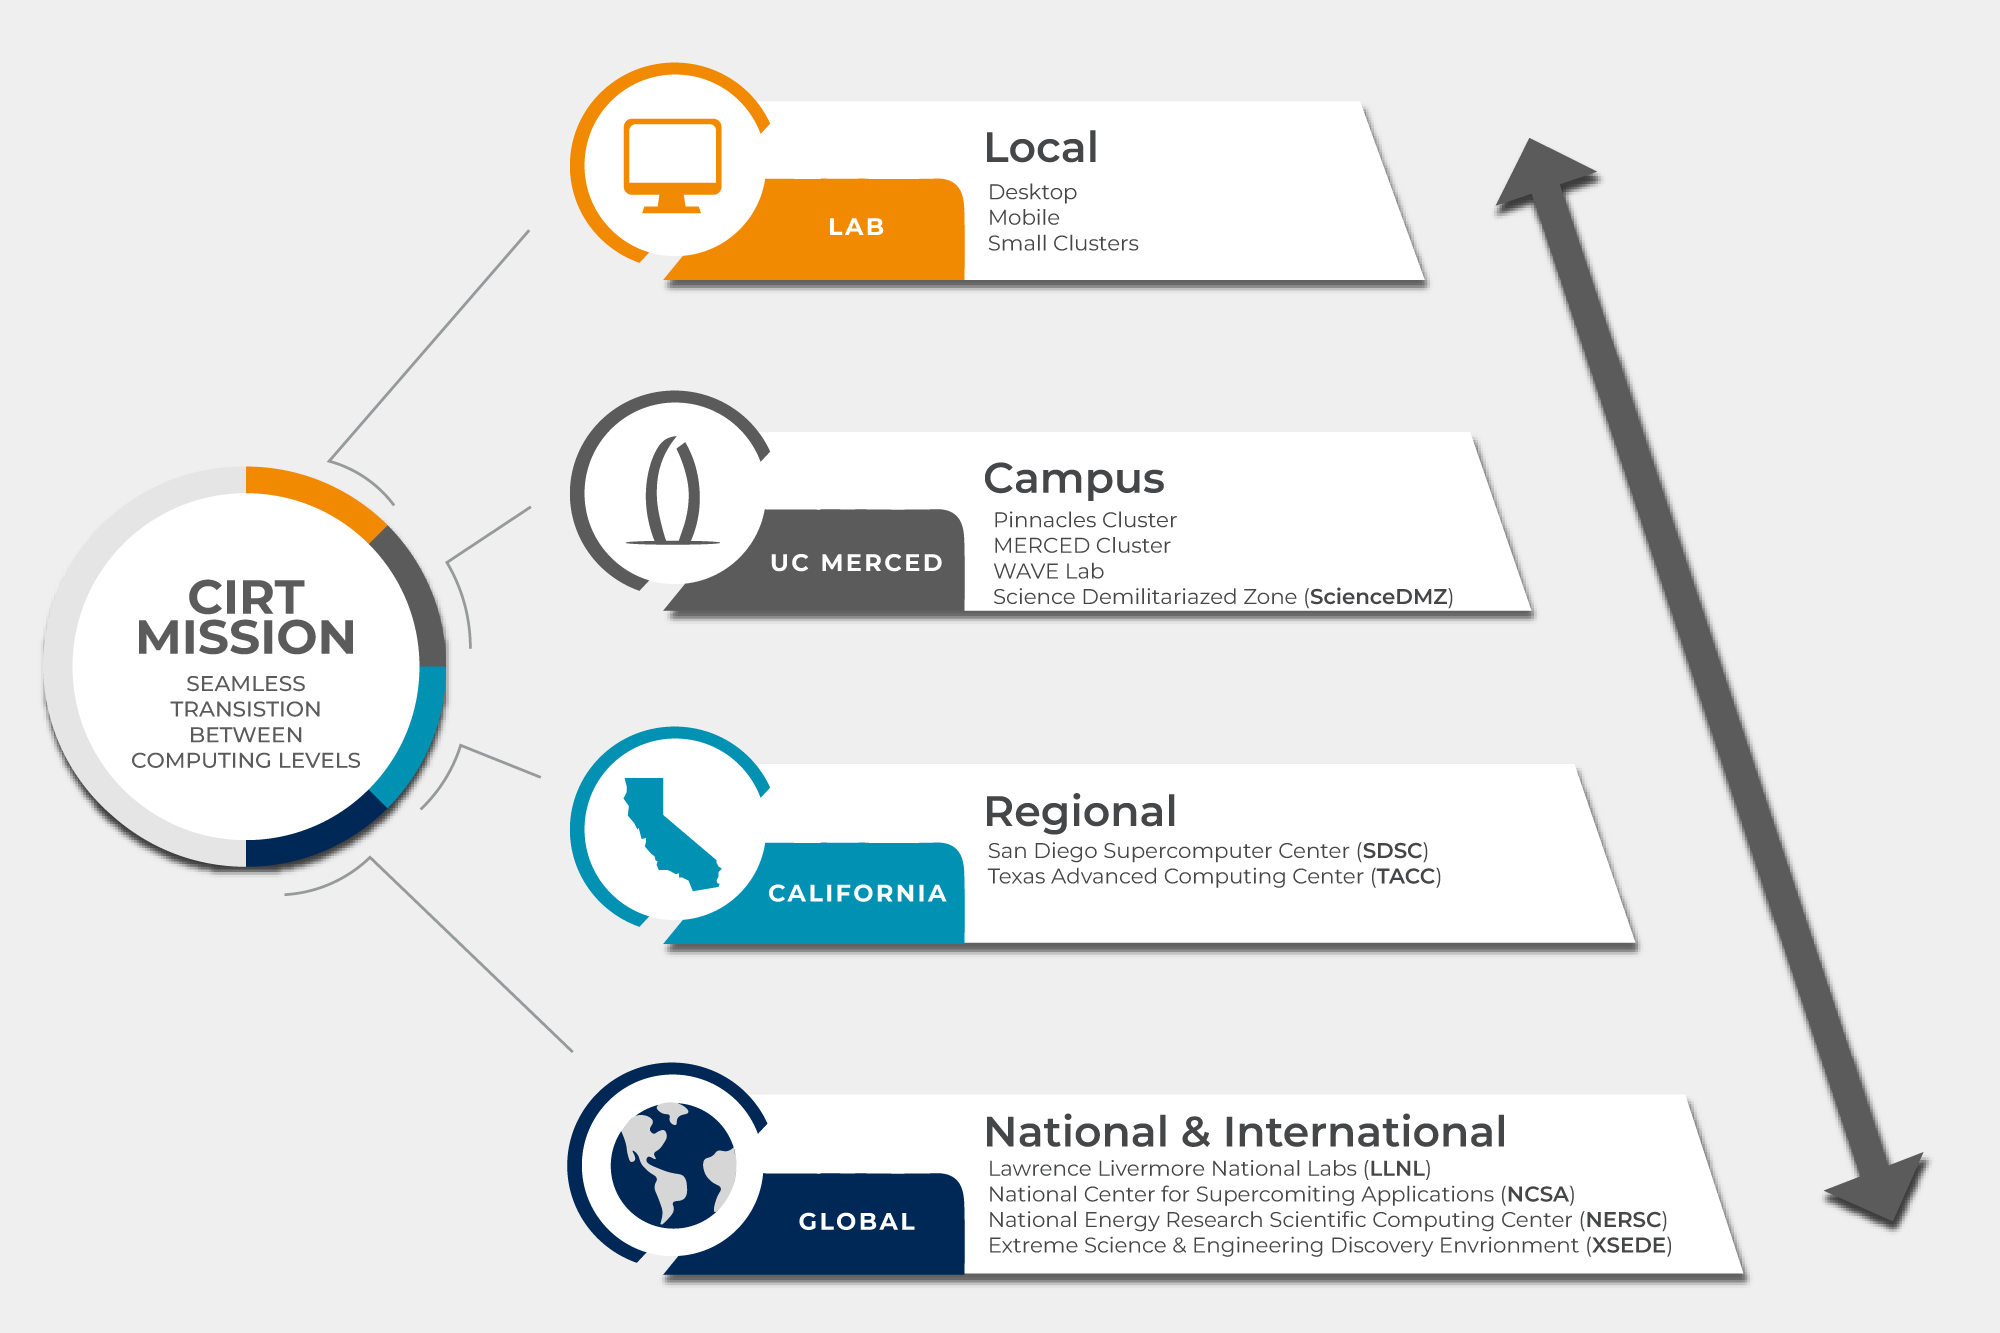 CIRT
MISSION
SEAMLESS
TRANSISTION
BETWEEN
COMPUTING LEVELS
LAB
Local
Desktop
Mobile
Small Clusters
UC MERCED
Campus
Pinnacles Cluster
MERCED Cluster
WAVE Lab
Science Demilitariazed Zone (ScienceDMZ)
CALIFORNIA
Regional
San Diego Supercomputer Center (SDSC)
Texas Advanced Computing Center (TACC)
GLOBAL
National & International
Lawrence Livermore National Labs (LLNL)
National Center for Supercomiting Applications (NCSA)
National Energy Research Scientific Computing Center (NERSC)
Extreme Science & Engineering Discovery Envrionment (XSEDE)